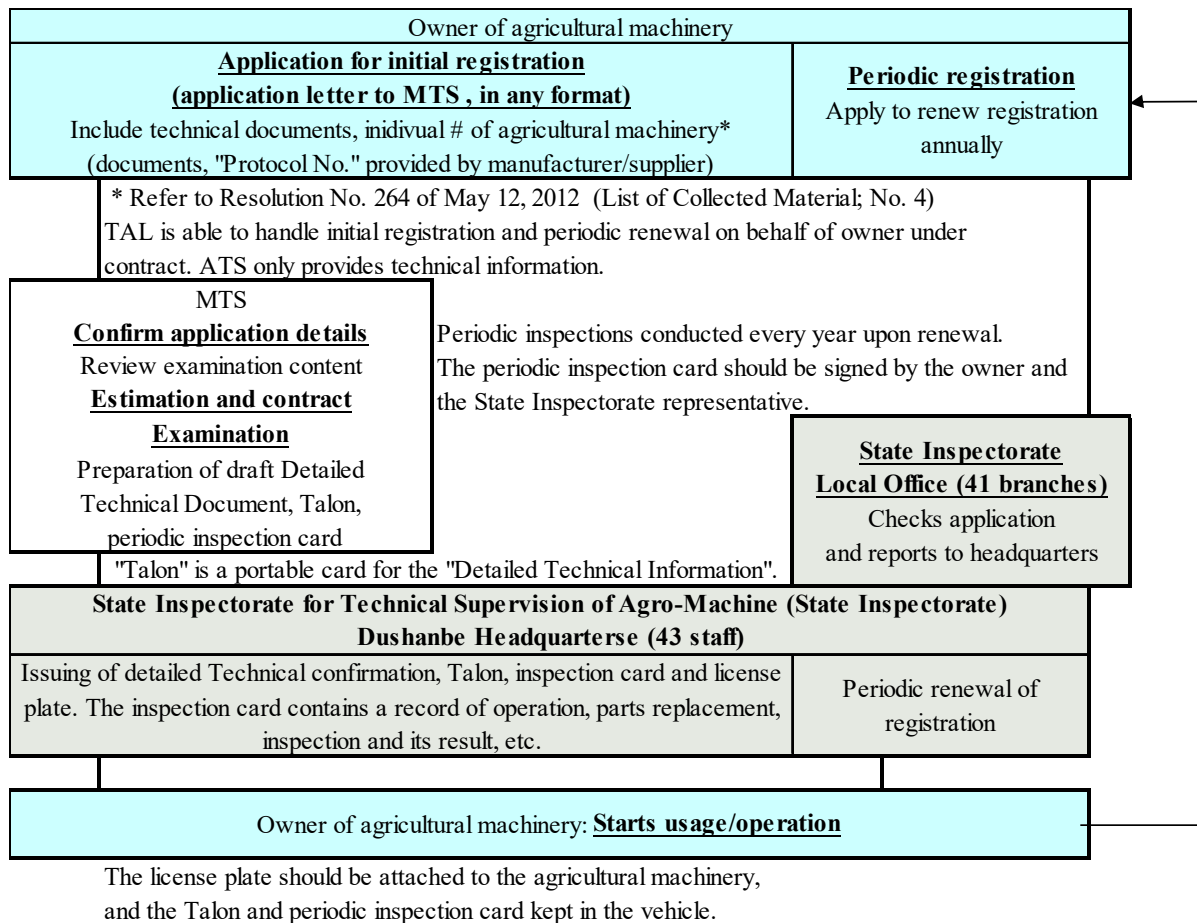 Owner of agricultural machinery
Application for initial registration
(application letter to MTS , in any format)
Include technical documents, inidivual # of agricultural machinery*
(documents, "Protocol No." provided by manufacturer/supplier)
Periodic registration
Apply to renew registration
annually
* Refer to Resolution No. 264 of May 12, 2012 (List of Collected Material; No. 4)
TAL is able to handle initial registration and periodic renewal on behalf of owner under
contract. ATS only provides technical information.
MTS
Confirm application details
Review examination content
Estimation and contract
Examination
Preparation of draft Detailed
Technical Document, Talon,
periodic inspection card
Periodic inspections conducted every year upon renewal.
The periodic inspection card should be signed by the owner and
the State Inspectorate representative.
State Inspectorate
Local Office (41 branches)
Checks application
and reports to headquarters
"Talon" is a portable card for the "Detailed Technical Information".
State Inspectorate for Technical Supervision of Agro-Machine (State Inspectorate)
Dushanbe Headquarterse (43 staff)
Issuing of detailed Technical confirmation, Talon, inspection card and license
plate. The inspection card contains a record of operation, parts replacement,
inspection and its result, etc.
Periodic renewal of
registration
Owner of agricultural machinery: Starts usage/operation
The license plate should be attached to the agricultural machinery,
and the Talon and periodic inspection card kept in the vehicle.